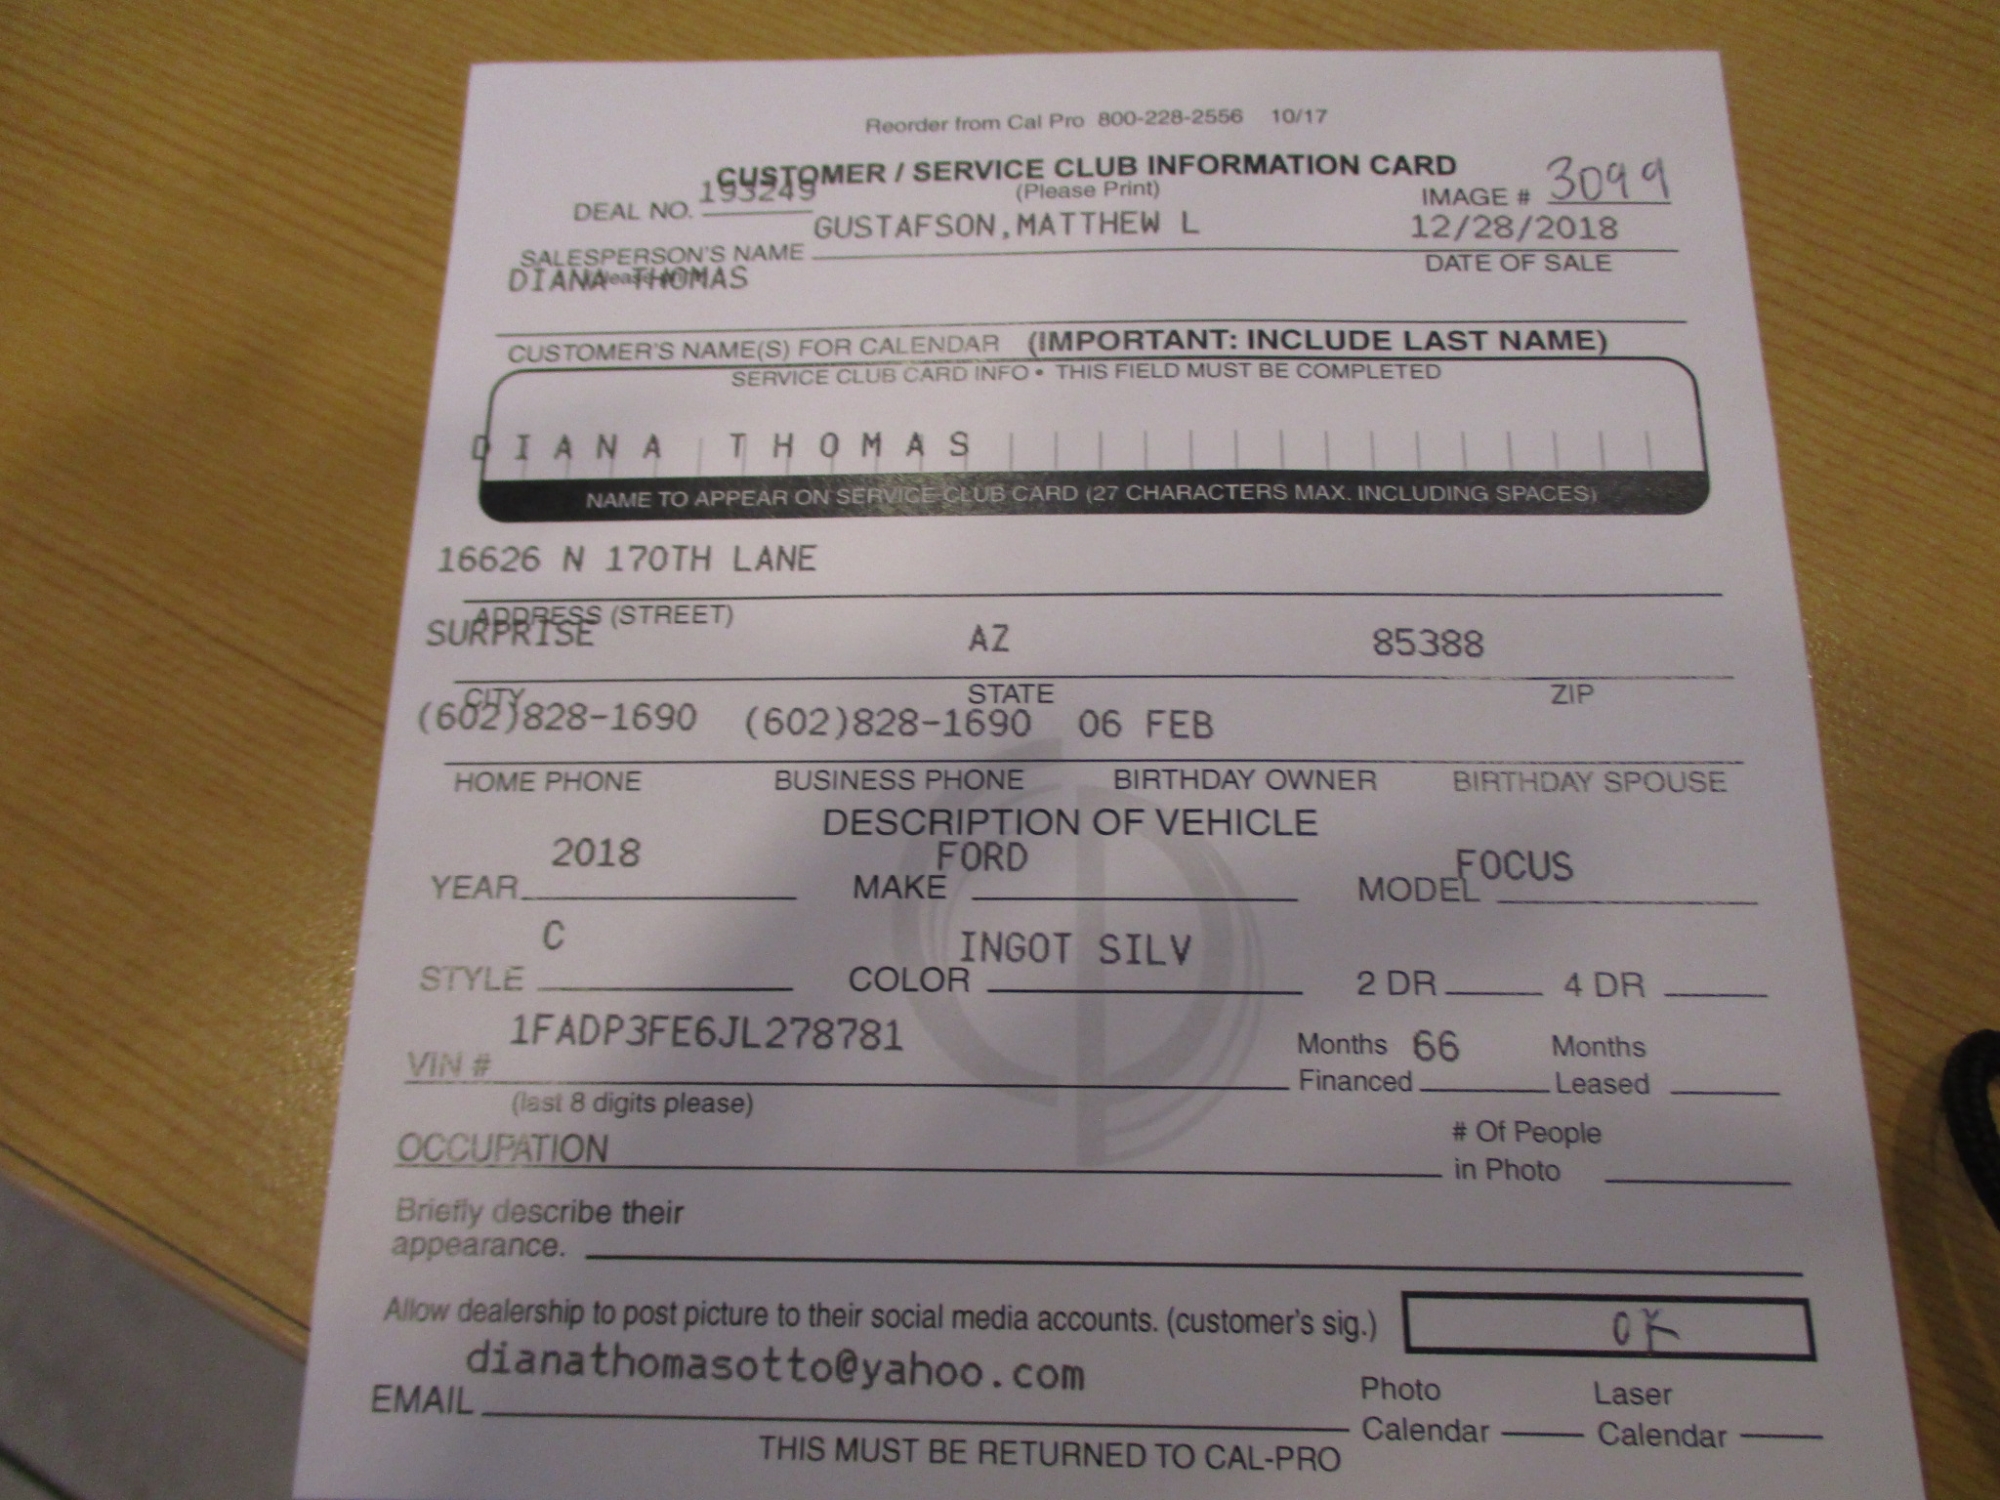 Reorder from Cal Pro 800-228-2556 10/17
CUSTOMER / SERVICE CLUB INFORMATION CARD
DEAL NO. 193249 (Please Print) IMAGE # 3099
SALESPERSON'S NAME GUSTAFSON,MATTHEW L 12/28/2018
DATE OF SALE
DIANA THOMAS
CUSTOMER'S NAME(S) FOR CALENDAR (IMPORTANT: INCLUDE LAST NAME)
SERVICE CLUB CARD INFO • THIS FIELD MUST BE COMPLETED
DIANA THOMAS
NAME TO APPEAR ON SERVICE CLUB CARD (27 CHARACTERS MAX. INCLUDING SPACES)
16626 N 170TH LANE
ADDRESS (STREET)
SURPRISE AZ 85388
CITY STATE ZIP
(602)828-1690 (602)828-1690 06 FEB
HOME PHONE BUSINESS PHONE BIRTHDAY OWNER BIRTHDAY SPOUSE
DESCRIPTION OF VEHICLE
YEAR 2018 MAKE FORD MODEL FOCUS
STYLE C COLOR INGOT SILV 2 DR 4 DR
VIN # 1FADP3FE6JL278781 Months Financed 66 Months Leased
(last 8 digits please)
OCCUPATION # Of People in Photo
Briefly describe their
appearance.
Allow dealership to post picture to their social media accounts. (customer's sig.) OK
EMAIL dianathomasotto@yahoo.com Photo Calendar Laser Calendar
THIS MUST BE RETURNED TO CAL-PRO